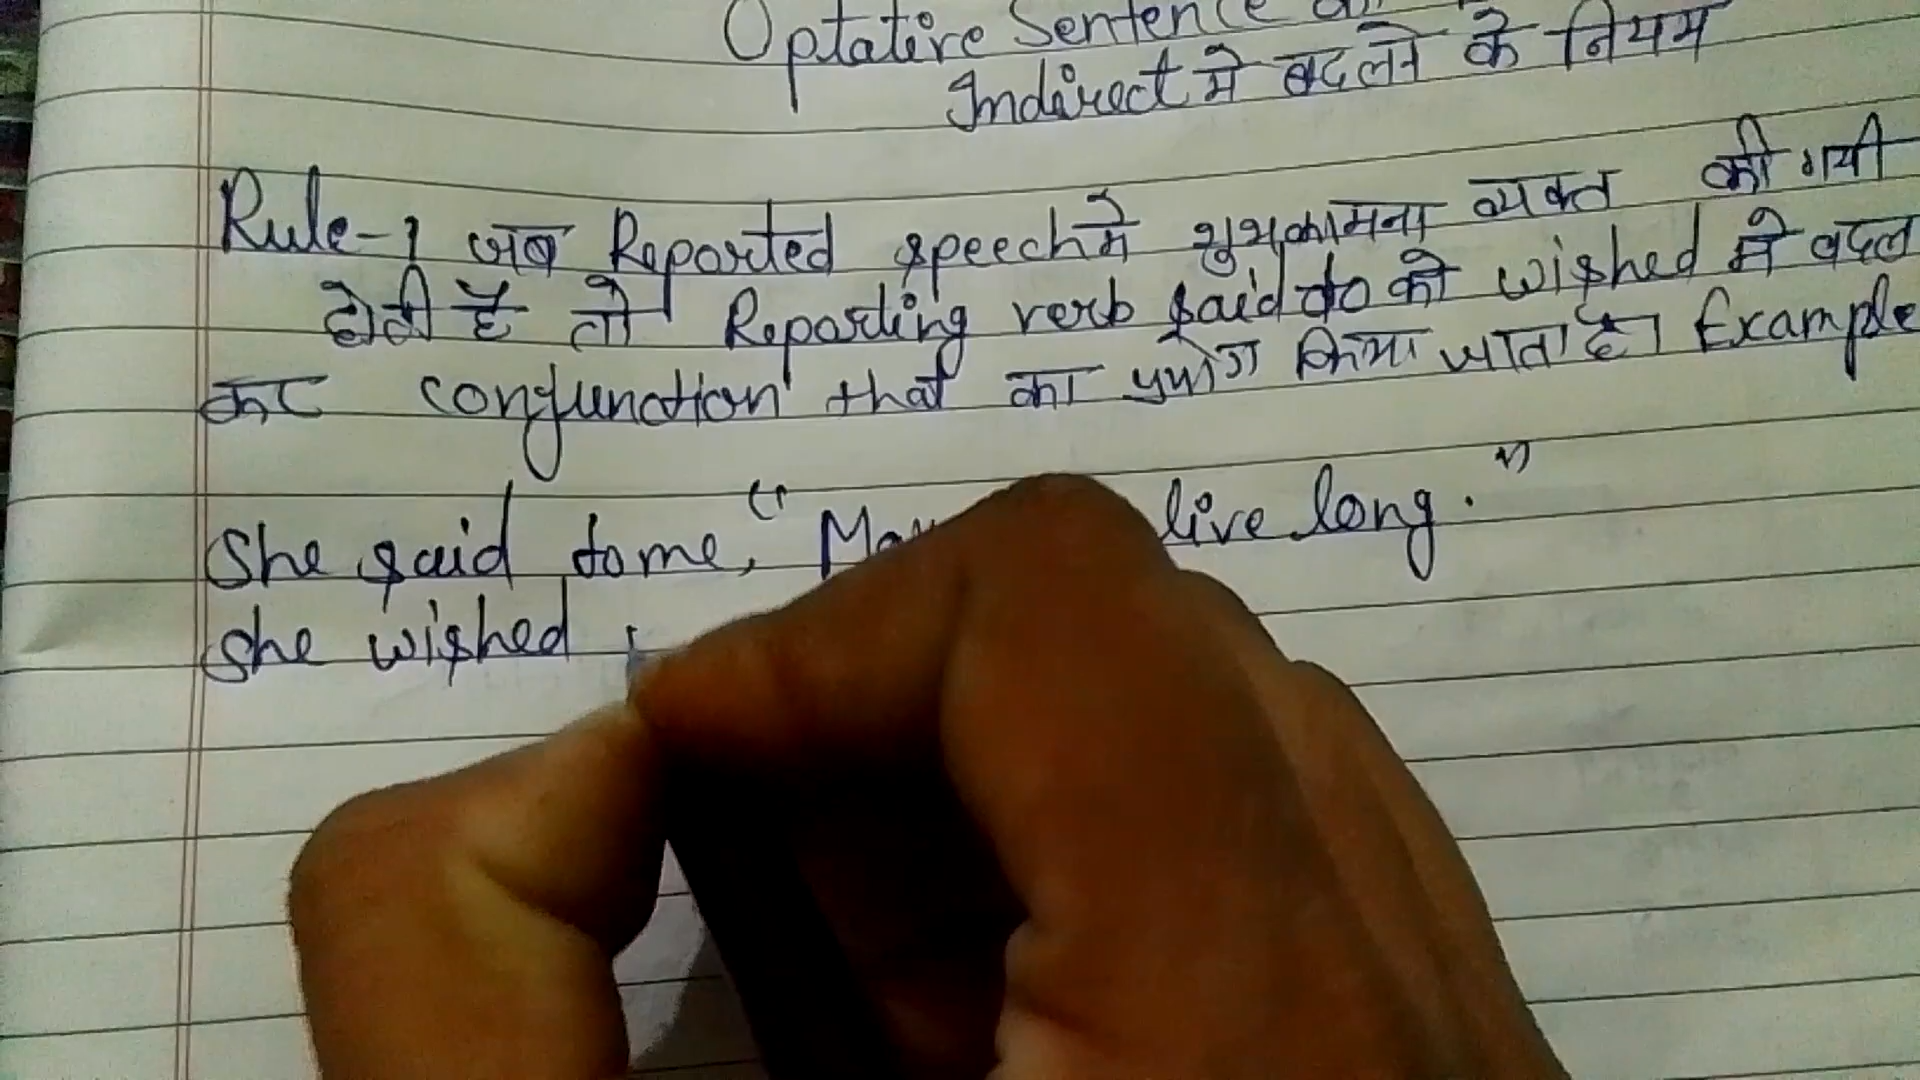 Optative Sentence
Indirect मे बदलने के नियम
Rule-1 जब Reported speech मे शुभकामना व्यक्त की गयी
होती है तो Reporting verb said to को wished मे बदल
कर conjunction that का प्रयोग किया जाता है। Example
She said to me, " May live long. "
She wished